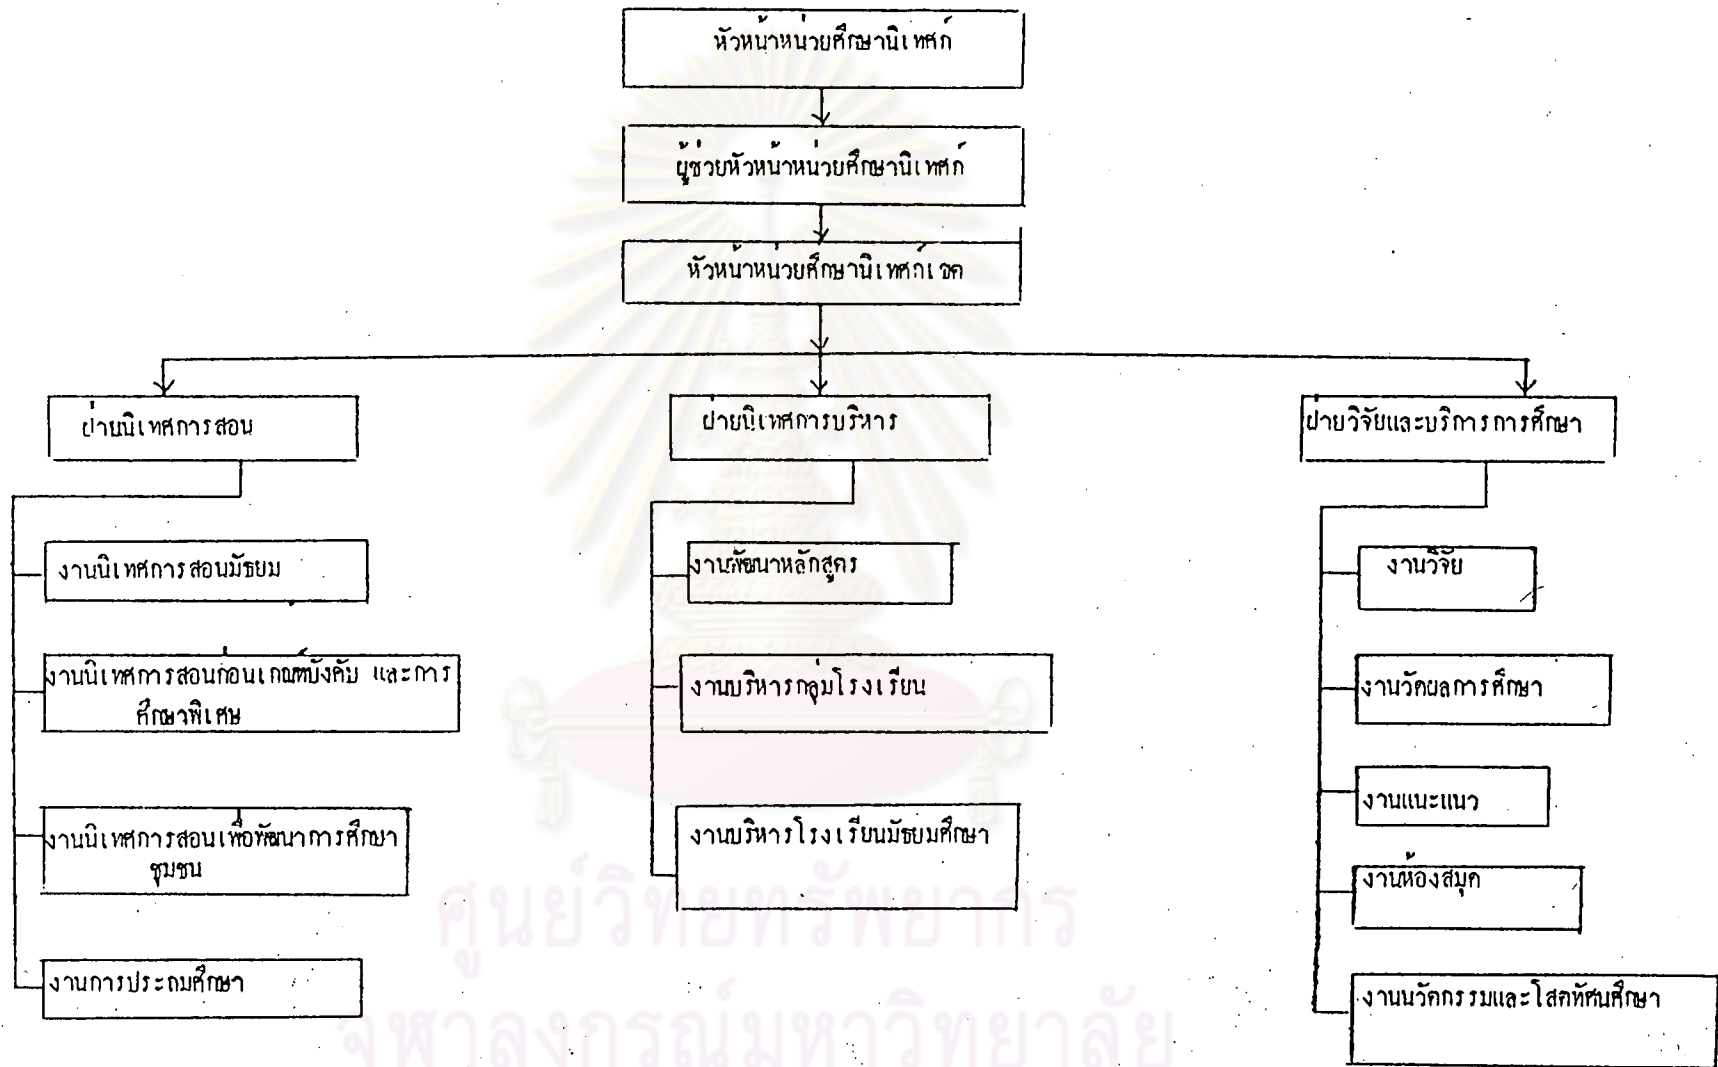 หัวหน้าหน่วยศึกษานิเทศก์
ผู้ช่วยหัวหน้าหน่วยศึกษานิเทศก์
หัวหน้าหน่วยศึกษานิเทศก์เขต
ฝ่ายนิเทศการสอน
งานนิเทศการสอนมัธยม
งานนิเทศการสอนก่อนเกณฑ์บังคับ และการ
ศึกษาพิเศษ
งานนิเทศการสอนเพื่อพัฒนาการศึกษา
ชุมชน
งานการประถมศึกษา
ฝ่ายนิเทศการบริหาร
งานพัฒนาหลักสูตร
งานบริหารกลุ่มโรงเรียน
งานบริหารโรงเรียนมัธยมศึกษา
ฝ่ายวิจัยและบริการการศึกษา
งานวิจัย
งานวัดผลการศึกษา
งานแนะแนว
งานห้องสมุด
งานนวัตกรรมและโสตทัศนศึกษา
ศูนย์วิทยทรัพยากร
จุฬาลงกรณ์มหาวิทยาลัย